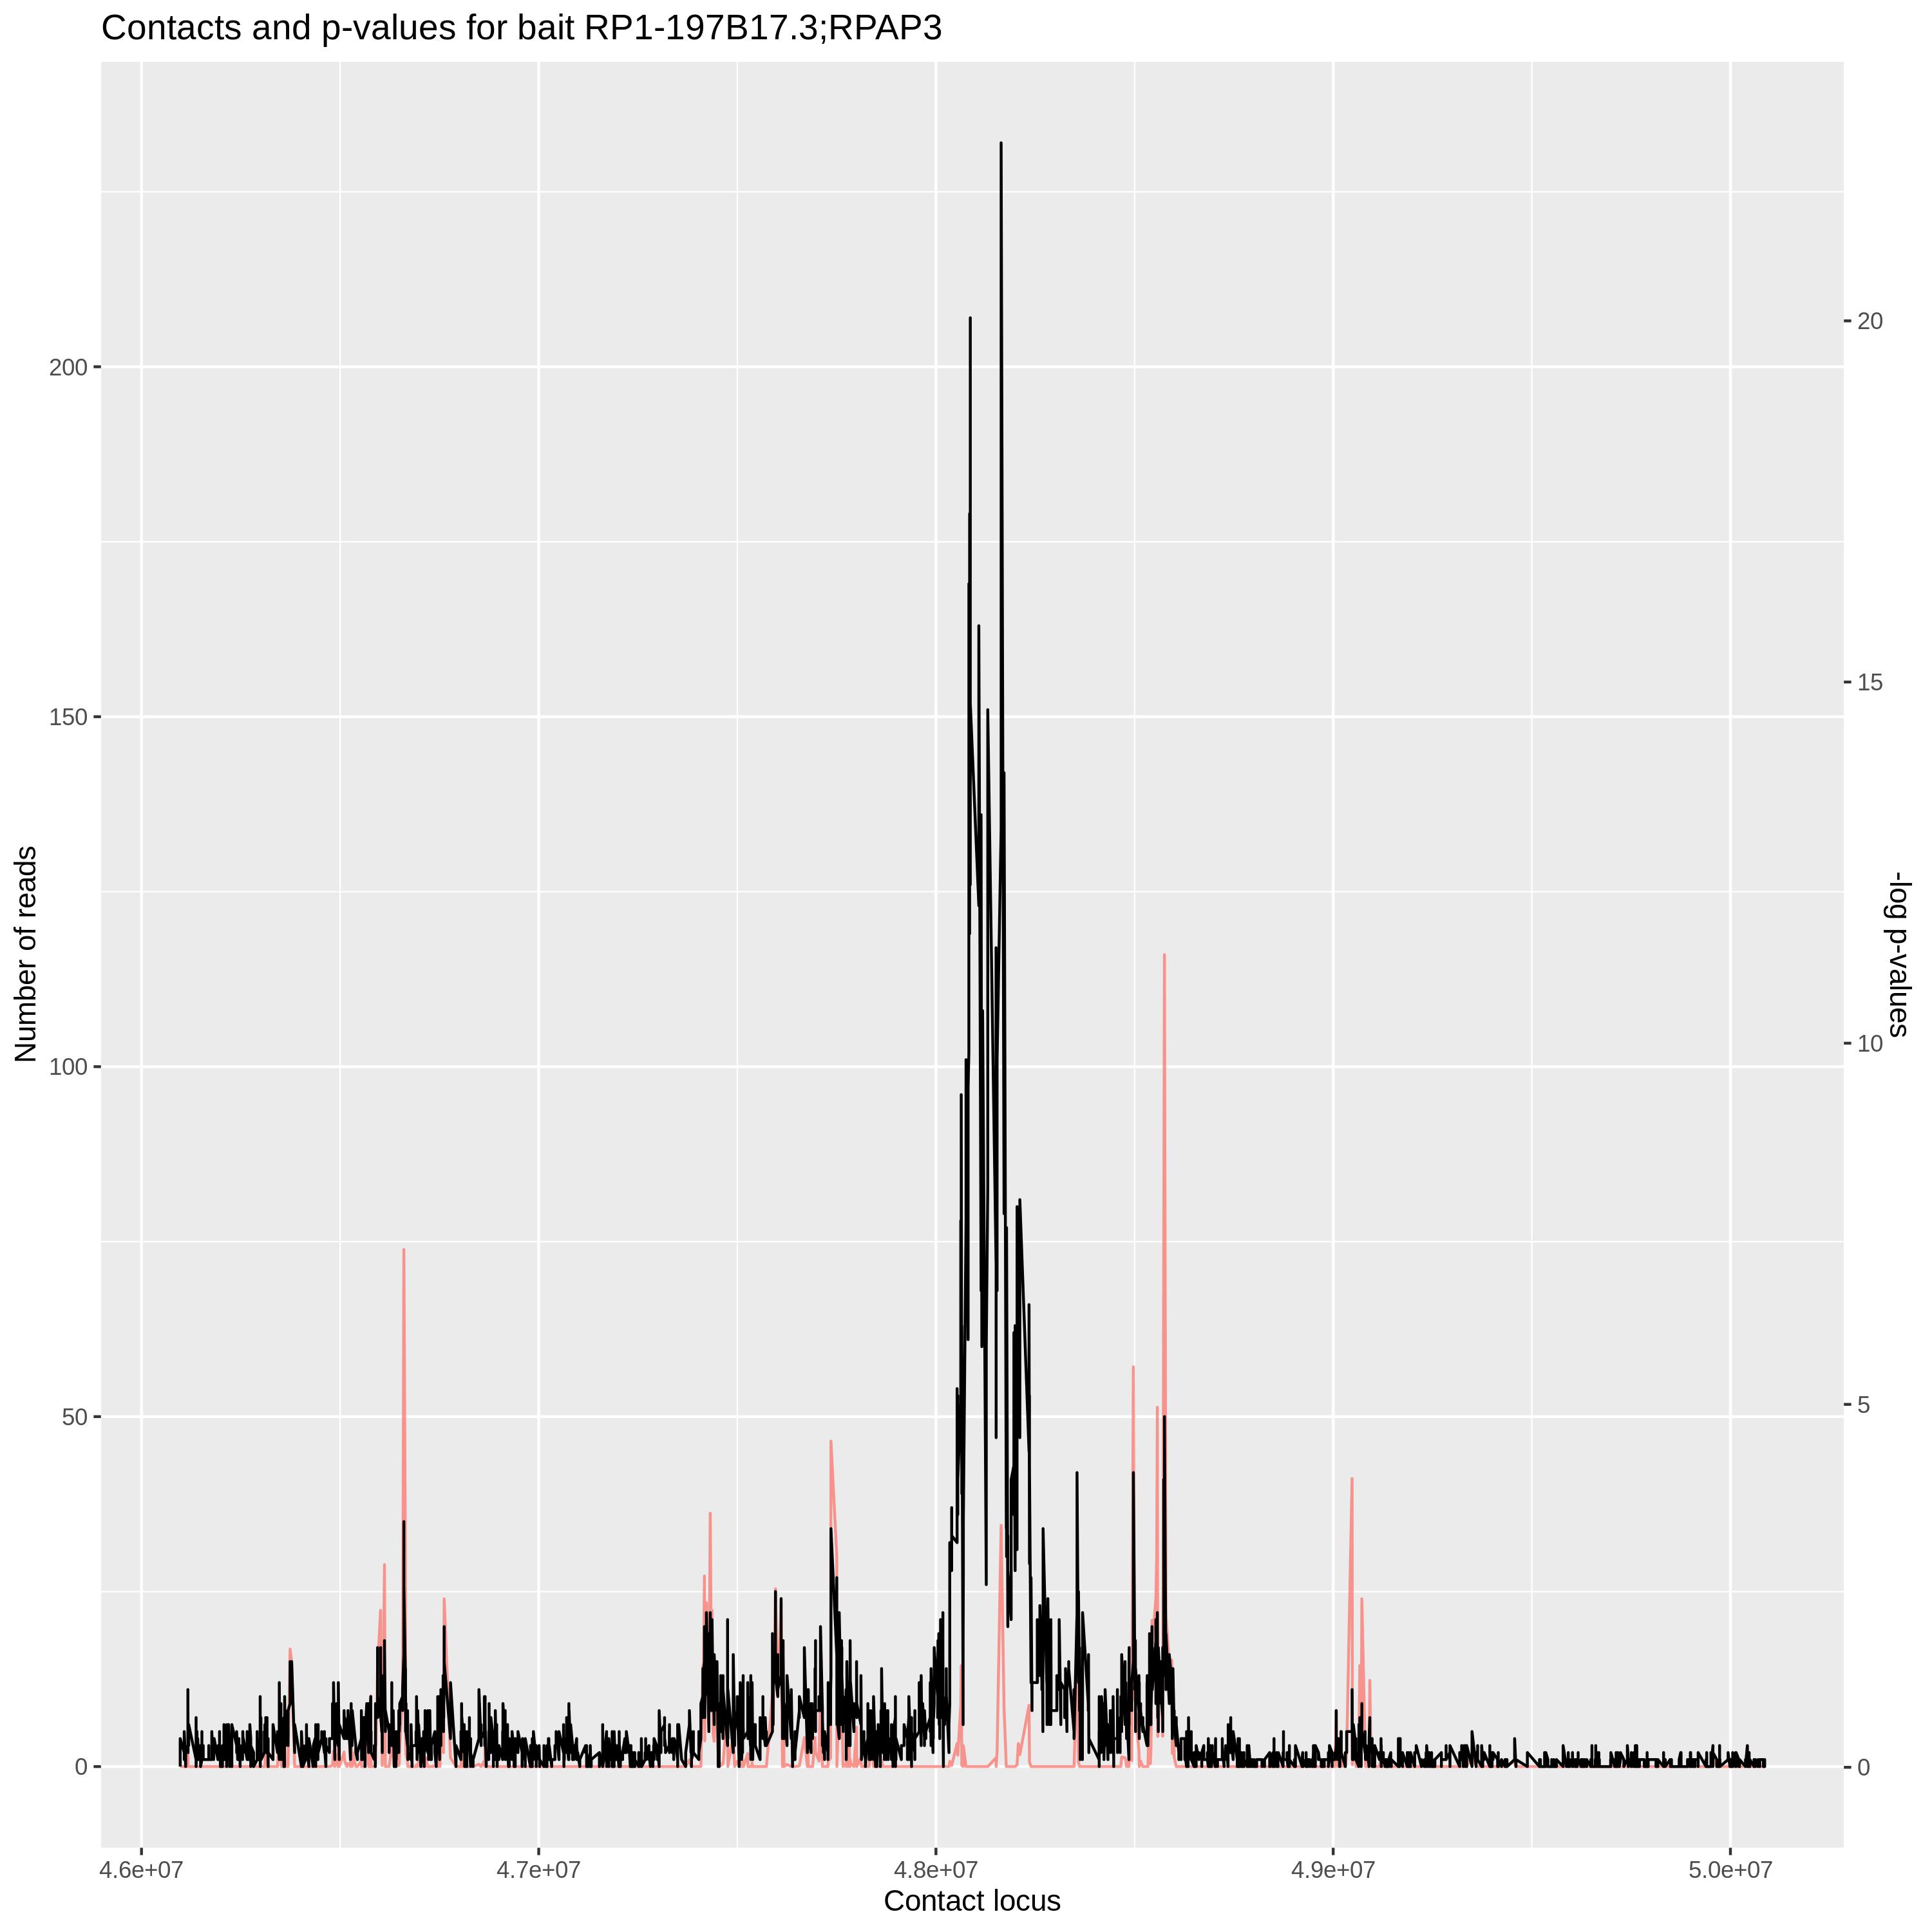 Contacts and p-values for bait RP1-197B17.3;RPAP3
200
150
100
50
0
Number of reads
20
15
10
5
0
-log p-values
4.6e+07 4.7e+07 4.8e+07 4.9e+07 5.0e+07
Contact locus